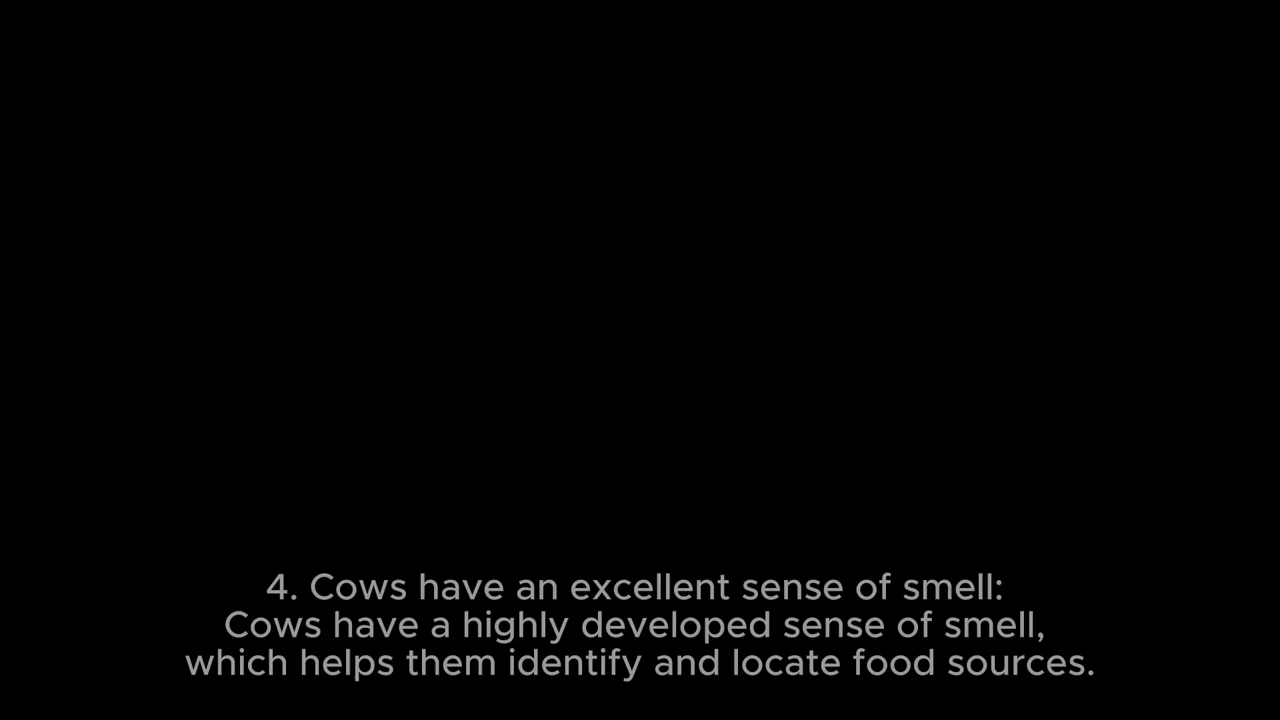 4. Cows have an excellent sense of smell:
Cows have a highly developed sense of smell,
which helps them identify and locate food sources.